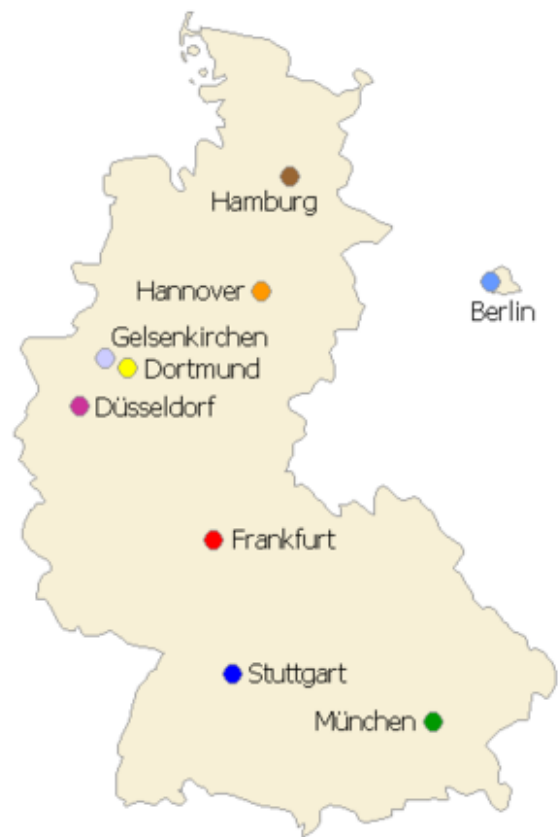 Hamburg
Hannover
Berlin
Gelsenkirchen
Dortmund
Düsseldorf
Frankfurt
Stuttgart
München